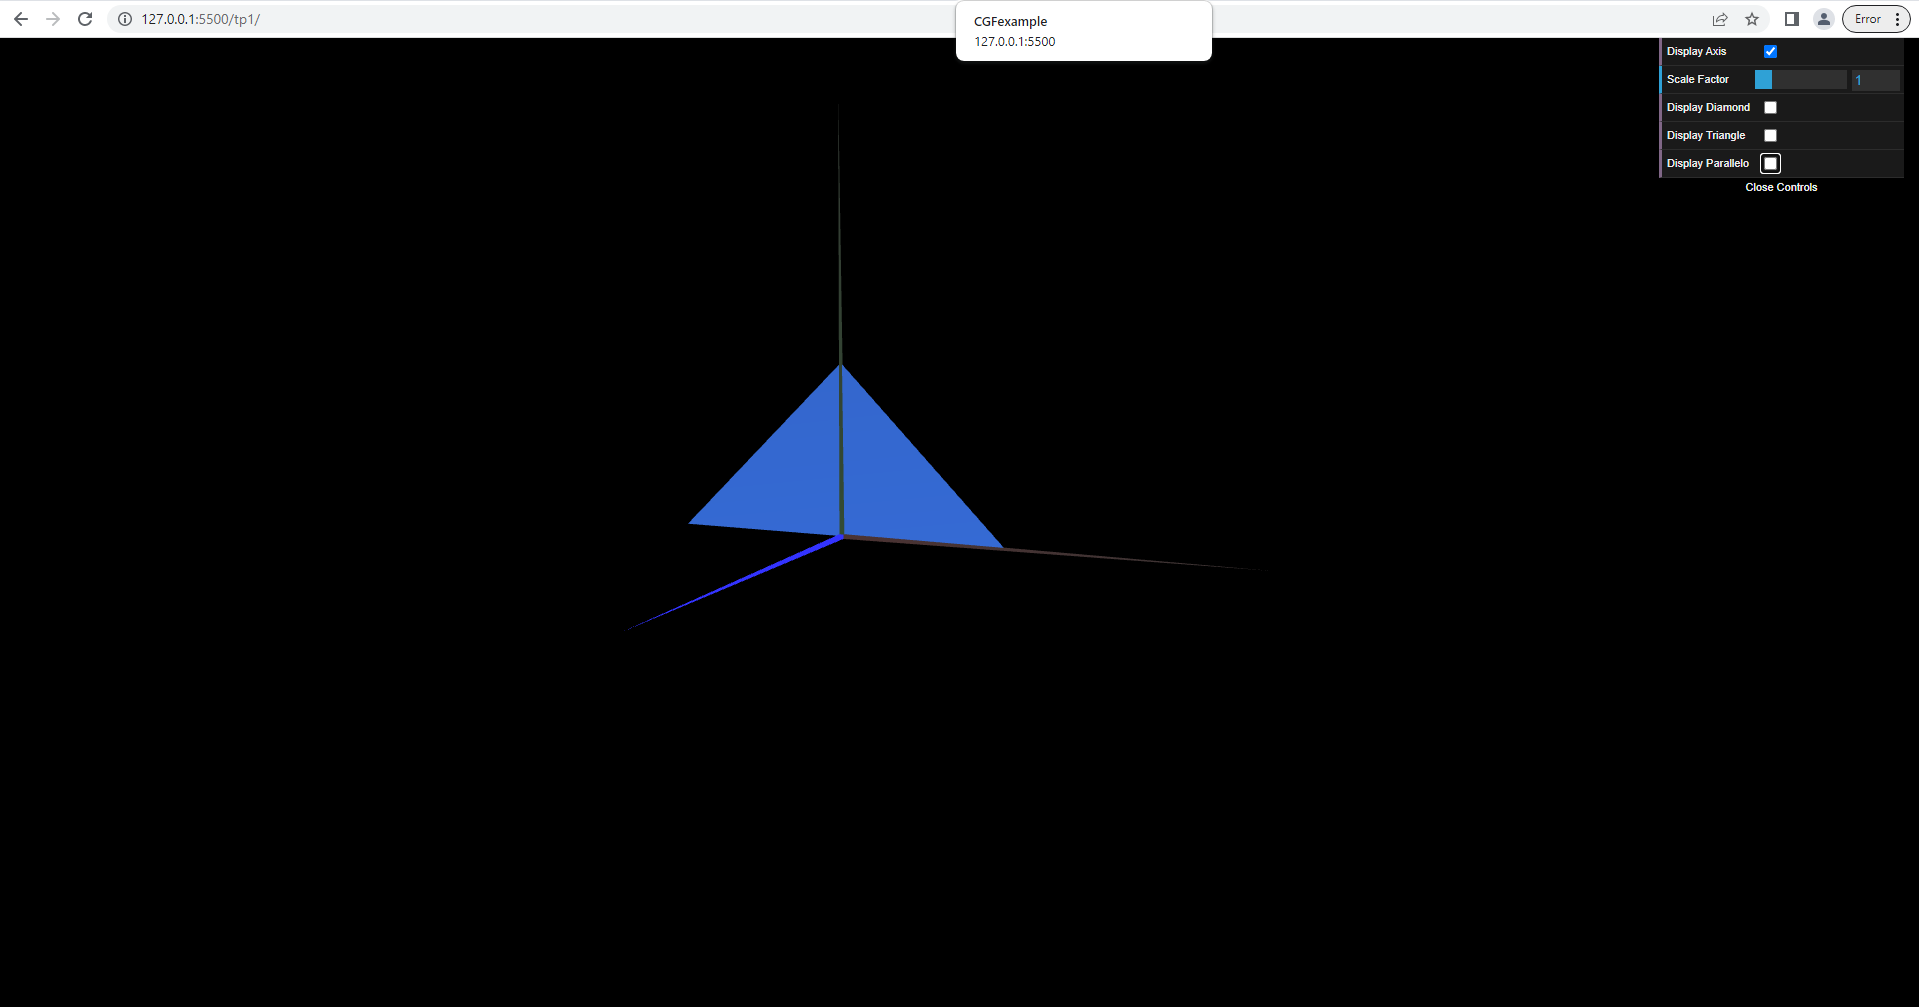 127.0.0.1:5500/tp1/
CGFexample
127.0.0.1:5500
Error
Display Axis
Scale Factor 1
Display Diamond
Display Triangle
Display Parallelo
Close Controls